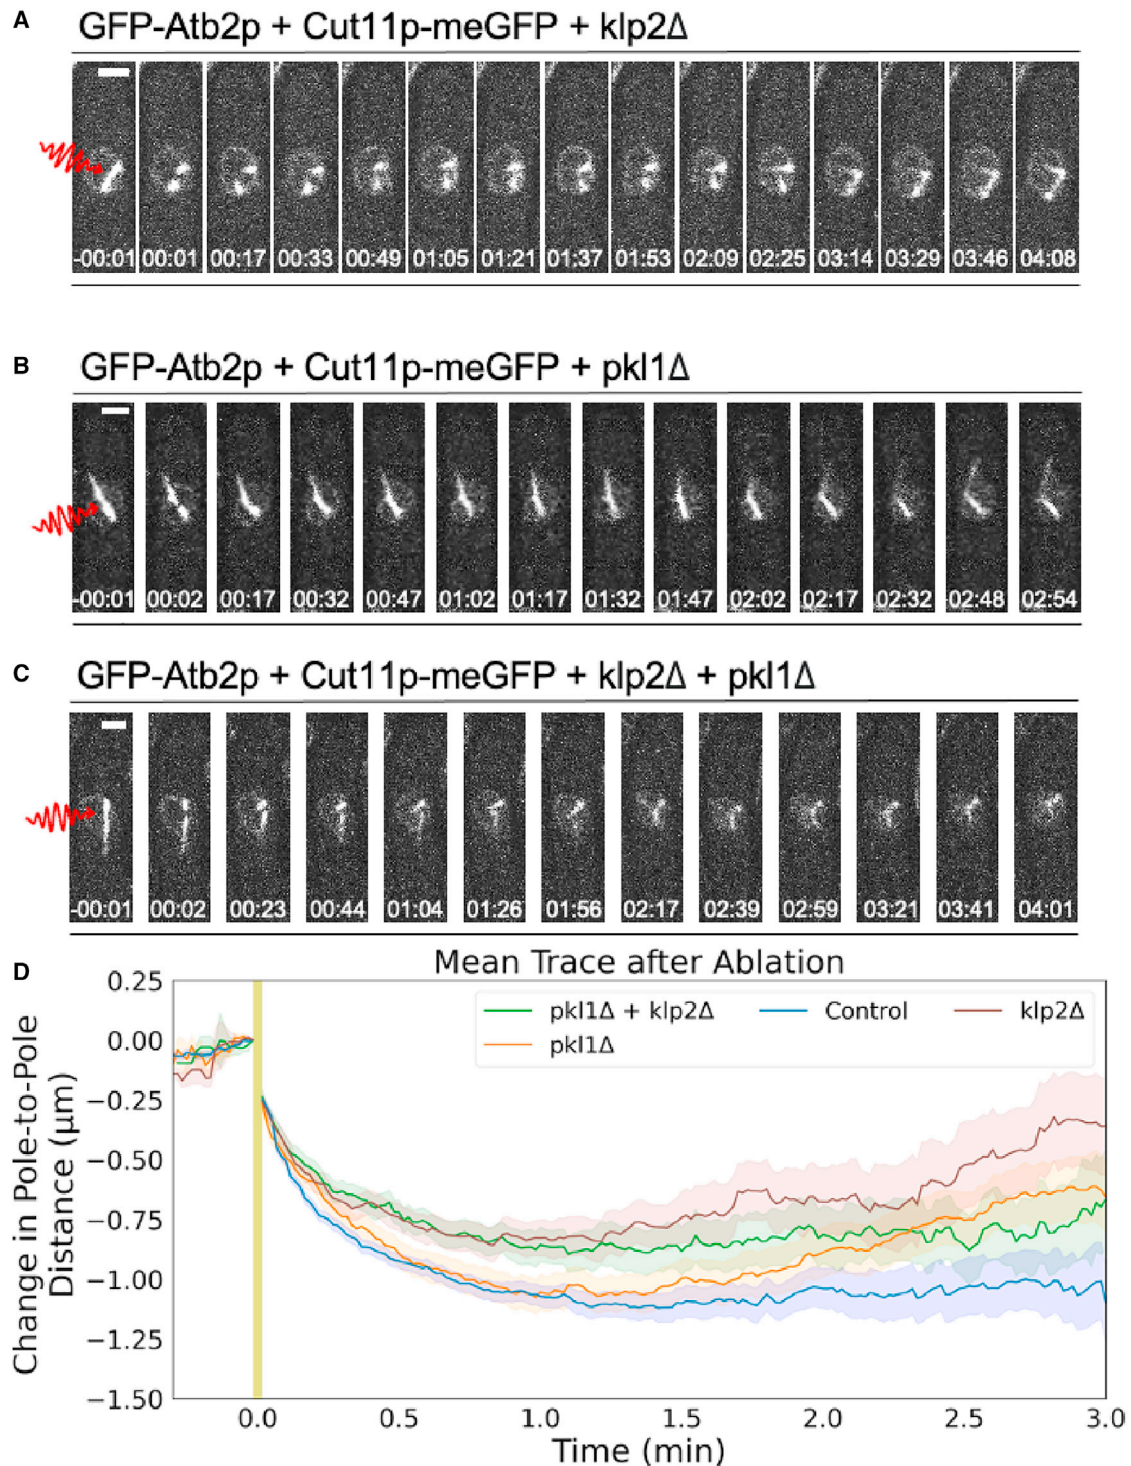 A
GFP-Atb2p + Cut11p-meGFP + klp2Δ
-00:01 00:01 00:17 00:33 00:49 01:05 01:21 01:37 01:53 02:09 02:25 03:14 03:29 03:46 04:08
B
GFP-Atb2p + Cut11p-meGFP + pkl1Δ
-00:01 00:02 00:17 00:32 00:47 01:02 01:17 01:32 01:47 02:02 02:17 02:32 02:48 02:54
C
GFP-Atb2p + Cut11p-meGFP + klp2Δ + pkl1Δ
-00:01 00:02 00:23 00:44 01:04 01:26 01:56 02:17 02:39 02:59 03:21 03:41 04:01
D
Mean Trace after Ablation
pkl1Δ + klp2Δ Control klp2Δ
pkl1Δ
Change in Pole-to-Pole
Distance (μm)
0.25
0.00
−0.25
−0.50
−0.75
−1.00
−1.25
−1.50
0.0 0.5 1.0 1.5 2.0 2.5 3.0
Time (min)